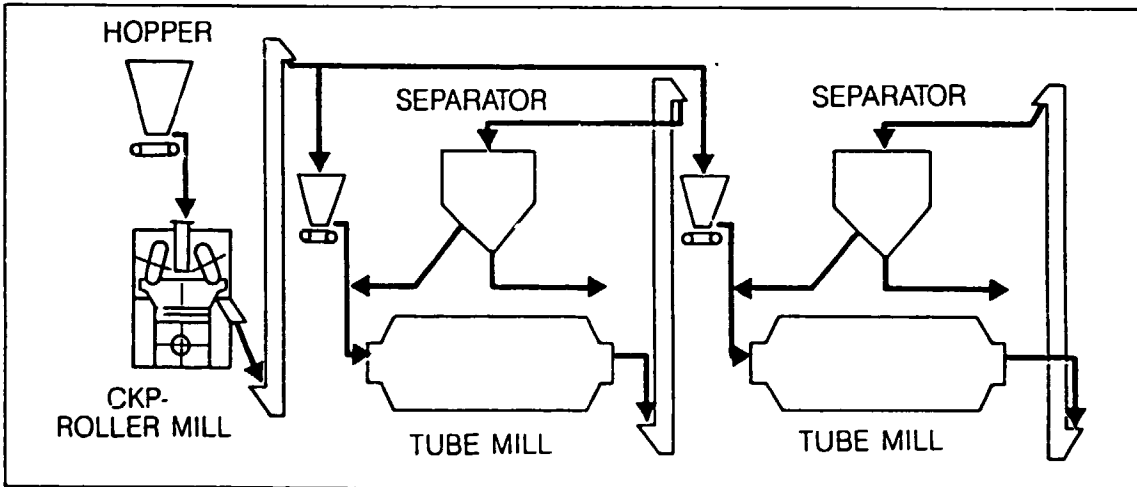 HOPPER
SEPARATOR
SEPARATOR
CKP-
ROLLER MILL
TUBE MILL
TUBE MILL